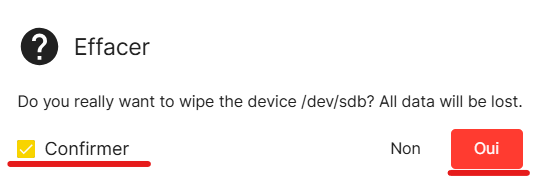 Effacer
Do you really want to wipe the device /dev/sdb? All data will be lost.
Confirmer Non Oui